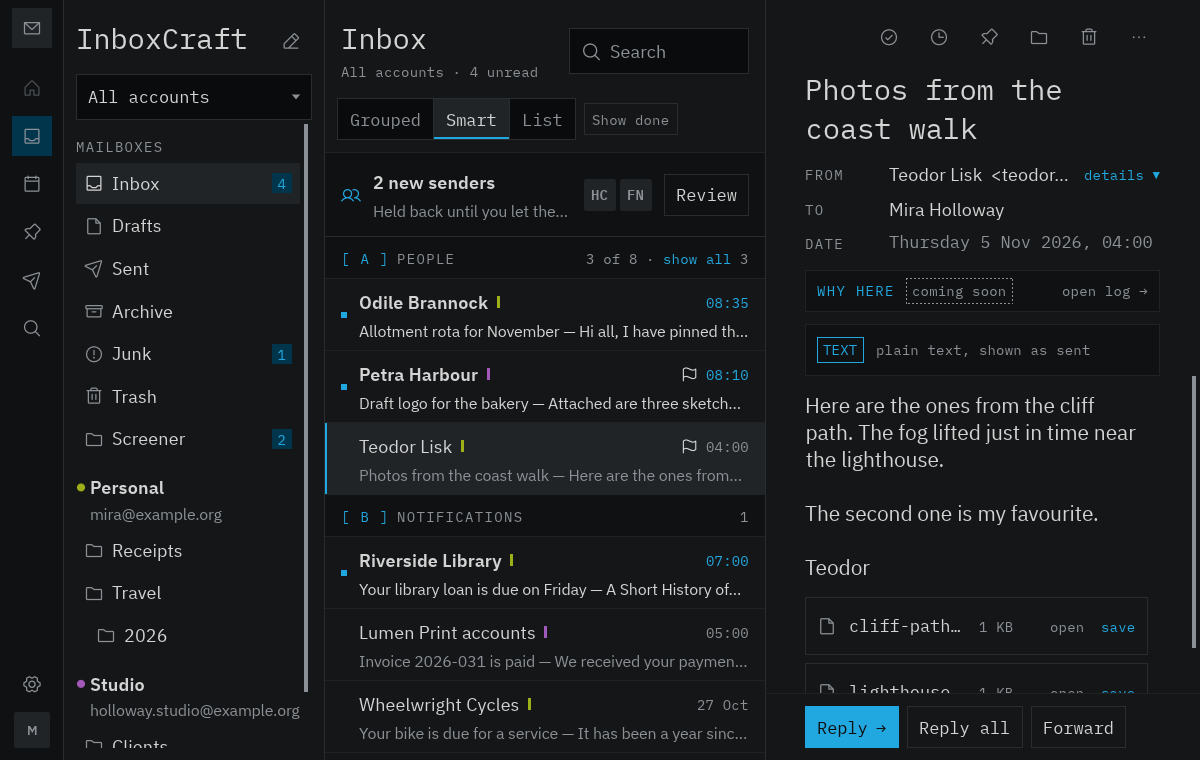 InboxCraft
All accounts
MAILBOXES
Inbox 4
Drafts
Sent
Archive
Junk 1
Trash
Screener 2
Personal
mira@example.org
Receipts
Travel
2026
Studio
holloway.studio@example.org
Clients
M
Inbox
All accounts · 4 unread
Search
Grouped Smart List Show done
2 new senders
Held back until you let the…
HC FN Review
[ A ] PEOPLE 3 of 8 · show all 3
Odile Brannock 08:35
Allotment rota for November — Hi all, I have pinned th…
Petra Harbour 08:10
Draft logo for the bakery — Attached are three sketch…
Teodor Lisk 04:00
Photos from the coast walk — Here are the ones from…
[ B ] NOTIFICATIONS 1
Riverside Library 07:00
Your library loan is due on Friday — A Short History of…
Lumen Print accounts 05:00
Invoice 2026-031 is paid — We received your paymen…
Wheelwright Cycles 27 Oct
Your bike is due for a service — It has been a year sinc…
Photos from the
coast walk
FROM Teodor Lisk <teodor… details ▾
TO Mira Holloway
DATE Thursday 5 Nov 2026, 04:00
WHY HERE coming soon open log →
TEXT plain text, shown as sent
Here are the ones from the cliff
path. The fog lifted just in time near
the lighthouse.
The second one is my favourite.
Teodor
cliff-path… 1 KB open save
lighthouse 1 KB open save
Reply → Reply all Forward